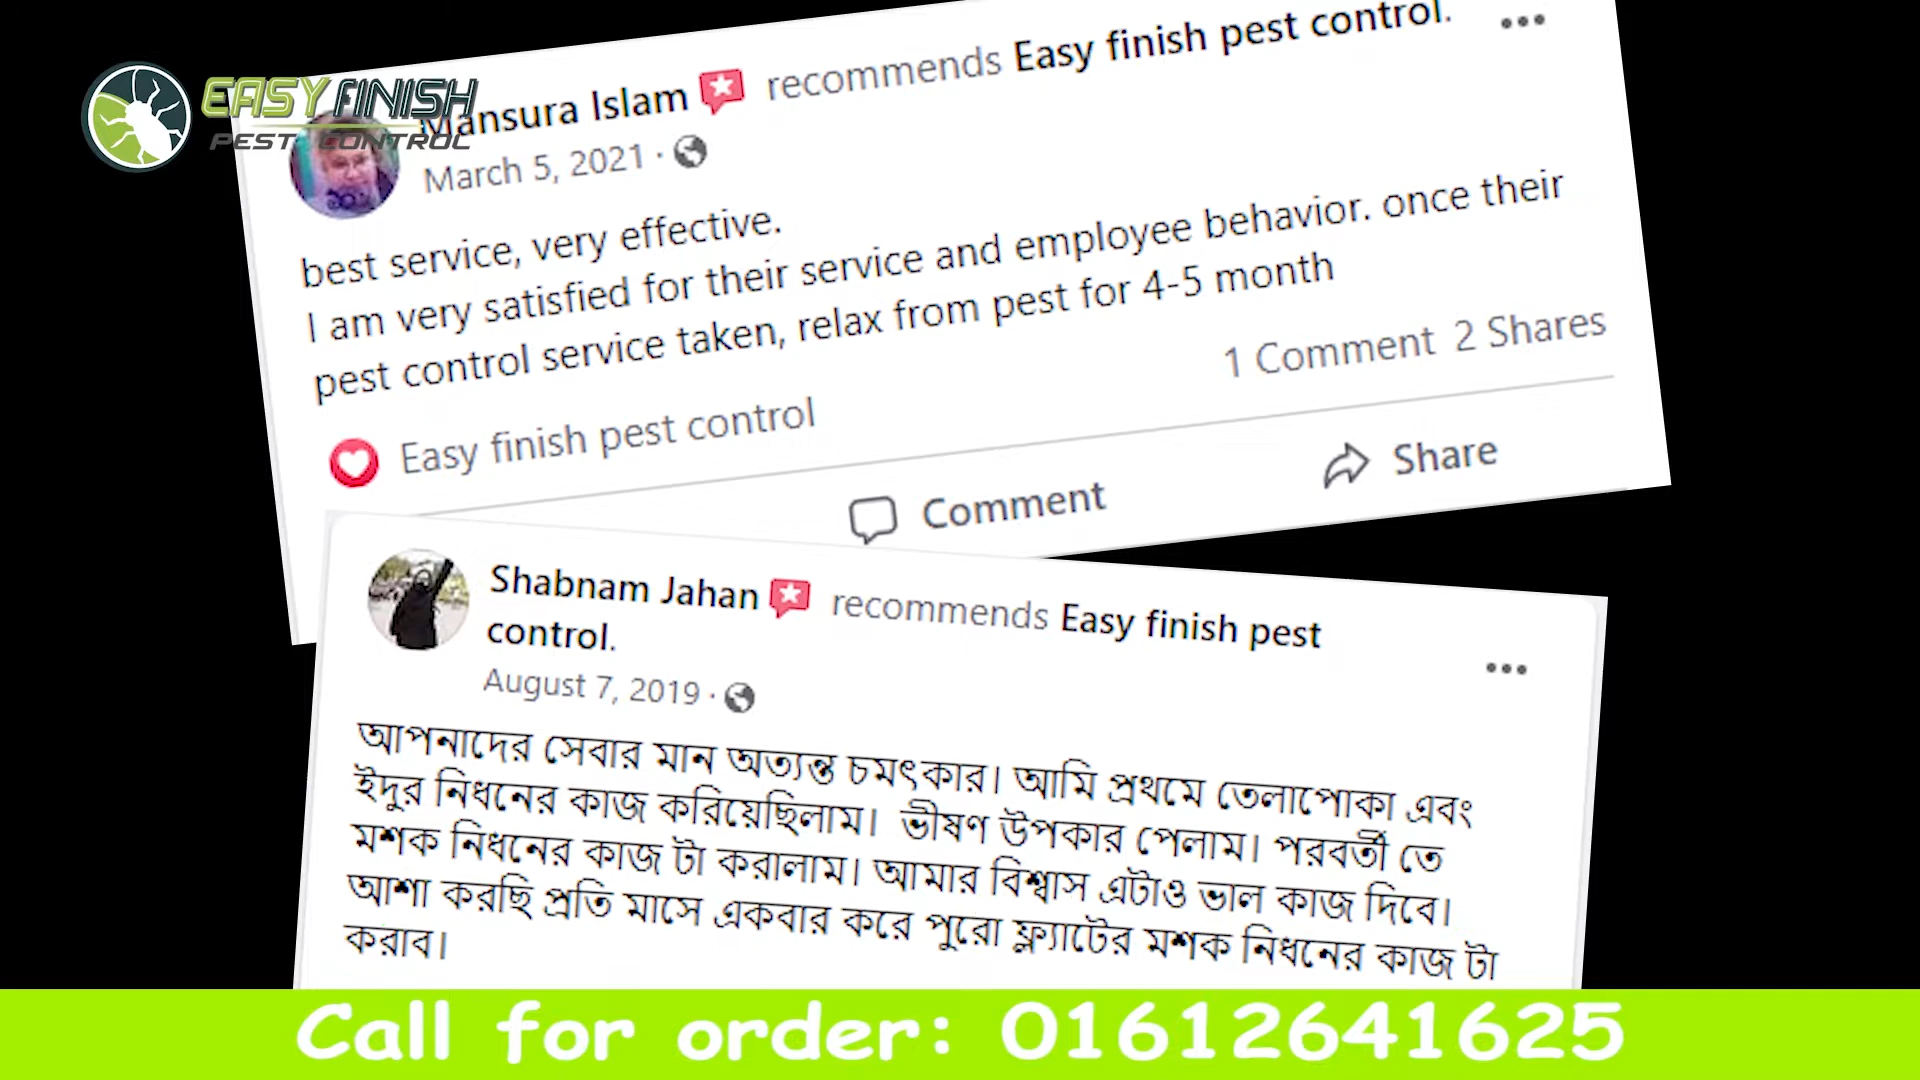 EASY FINISH
PEST CONTROL
Mansura Islam recommends Easy finish pest control.
March 5, 2021 ·
best service, very effective.
I am very satisfied for their service and employee behavior. once their
pest control service taken, relax from pest for 4-5 month
1 Comment 2 Shares
Easy finish pest control
Comment
Share
Shabnam Jahan recommends Easy finish pest
control.
August 7, 2019 ·
আপনাদের সেবার মান অত্যন্ত চমৎকার। আমি প্রথমে তেলাপোকা এবং
ইদুর নিধনের কাজ করিয়েছিলাম। ভীষণ উপকার পেলাম। পরবর্তী তে
মশক নিধনের কাজ টা করালাম। আমার বিশ্বাস এটাও ভাল কাজ দিবে।
আশা করছি প্রতি মাসে একবার করে পুরো ফ্ল্যাটের মশক নিধনের কাজ টা
করাব।
Call for order: 01612641625